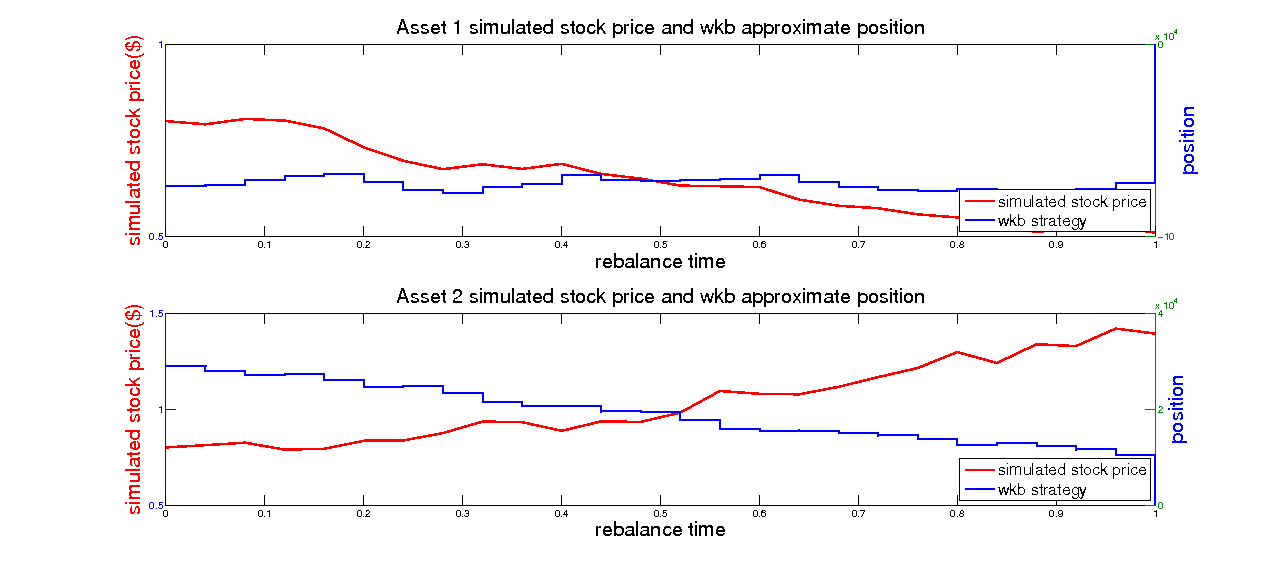 Asset 1 simulated stock price and wkb approximate position
x 10^4
1
0
simulated stock price($)
position
simulated stock price
wkb strategy
0.5
-10
0 0.1 0.2 0.3 0.4 0.5 0.6 0.7 0.8 0.9 1
rebalance time
Asset 2 simulated stock price and wkb approximate position
x 10^4
1.5
4
simulated stock price($)
1
2
position
simulated stock price
wkb strategy
0.5
0
0 0.1 0.2 0.3 0.4 0.5 0.6 0.7 0.8 0.9 1
rebalance time